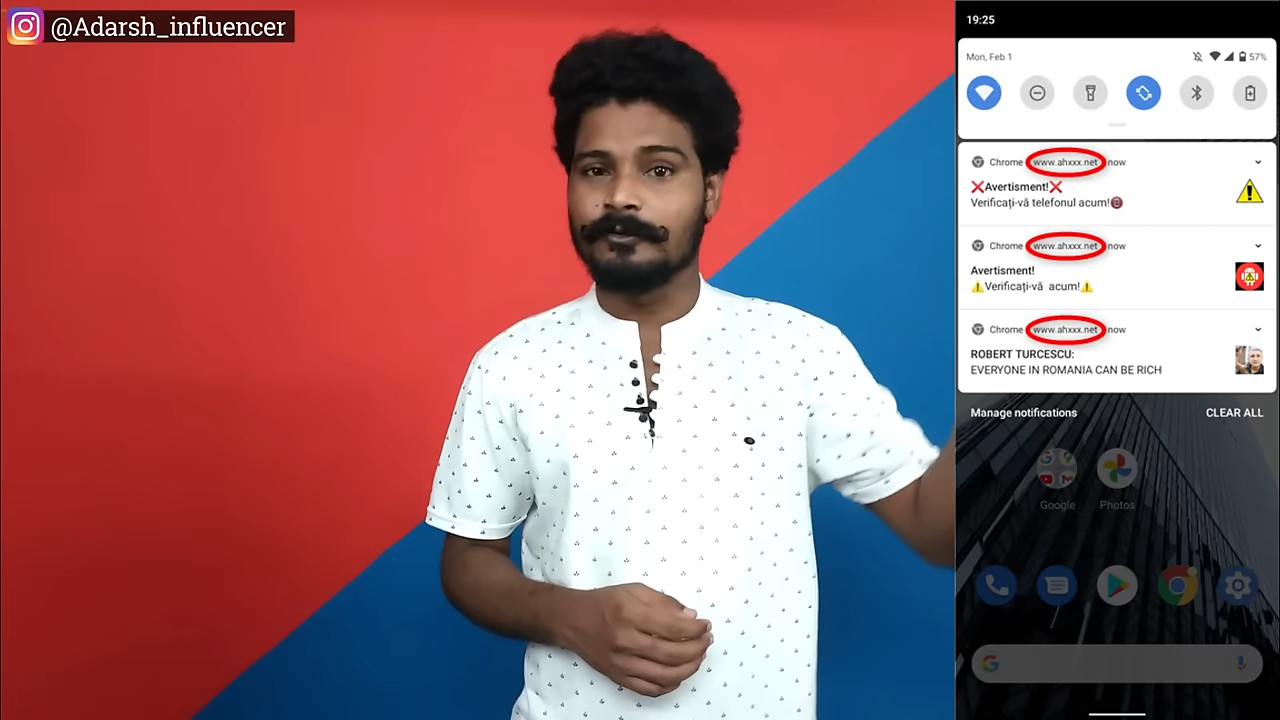 @Adarsh_influencer
19:25
Mon, Feb 1
57%
Chrome www.ahxxx.net now
❌Avertisment!❌
Verificați-vă telefonul acum!
Chrome www.ahxxx.net now
Avertisment!
⚠️Verificați-vă acum!⚠️
Chrome www.ahxxx.net now
ROBERT TURCESCU:
EVERYONE IN ROMANIA CAN BE RICH
Manage notifications CLEAR ALL
Google Photos